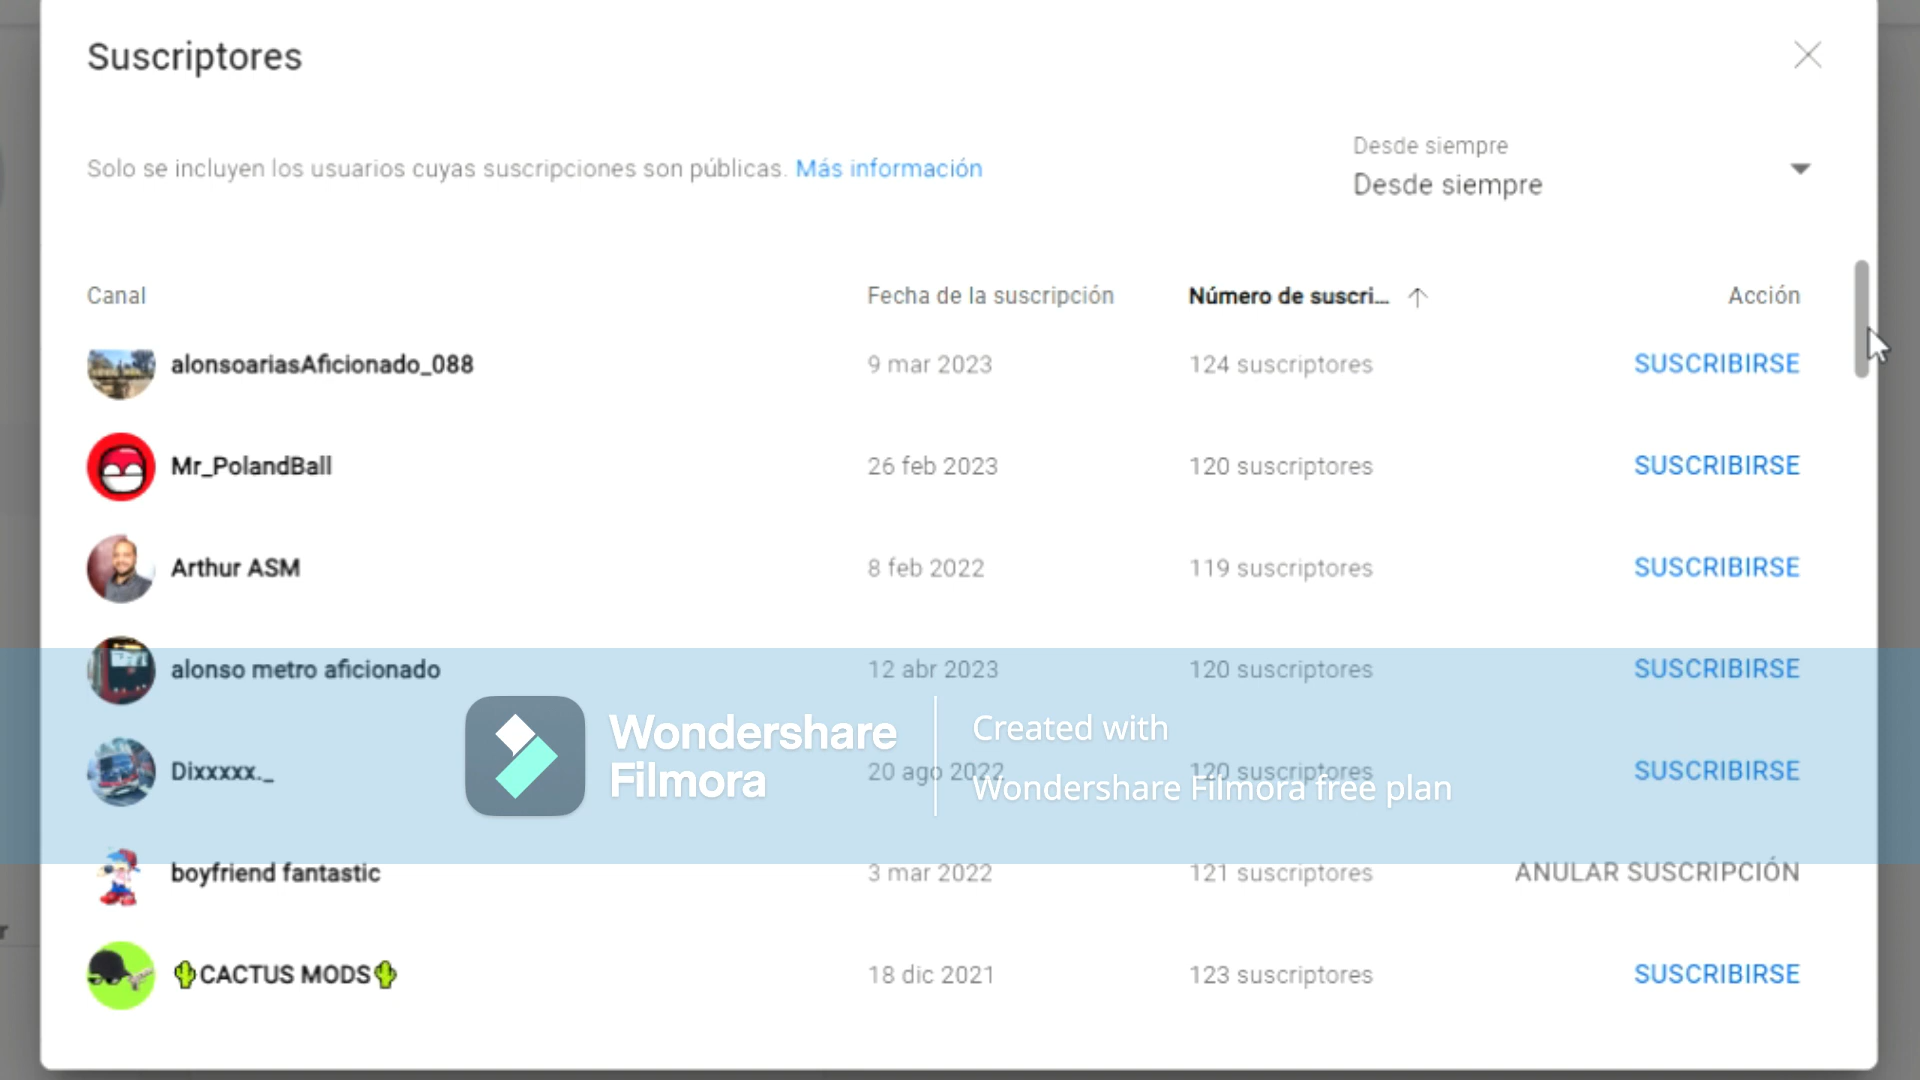 Suscriptores
Solo se incluyen los usuarios cuyas suscripciones son públicas. Más información
Desde siempre
Desde siempre
Canal Fecha de la suscripción Número de suscri... Acción
alonsoariasAficionado_088 9 mar 2023 124 suscriptores SUSCRIBIRSE
Mr_PolandBall 26 feb 2023 120 suscriptores SUSCRIBIRSE
Arthur ASM 8 feb 2022 119 suscriptores SUSCRIBIRSE
alonso metro aficionado 12 abr 2023 120 suscriptores SUSCRIBIRSE
Dixxxxx._ 20 ago 2022 120 suscriptores SUSCRIBIRSE
Wondershare
Filmora
Created with
Wondershare Filmora free plan
boyfriend fantastic 3 mar 2022 121 suscriptores ANULAR SUSCRIPCIÓN
🌵CACTUS MODS🌵 18 dic 2021 123 suscriptores SUSCRIBIRSE